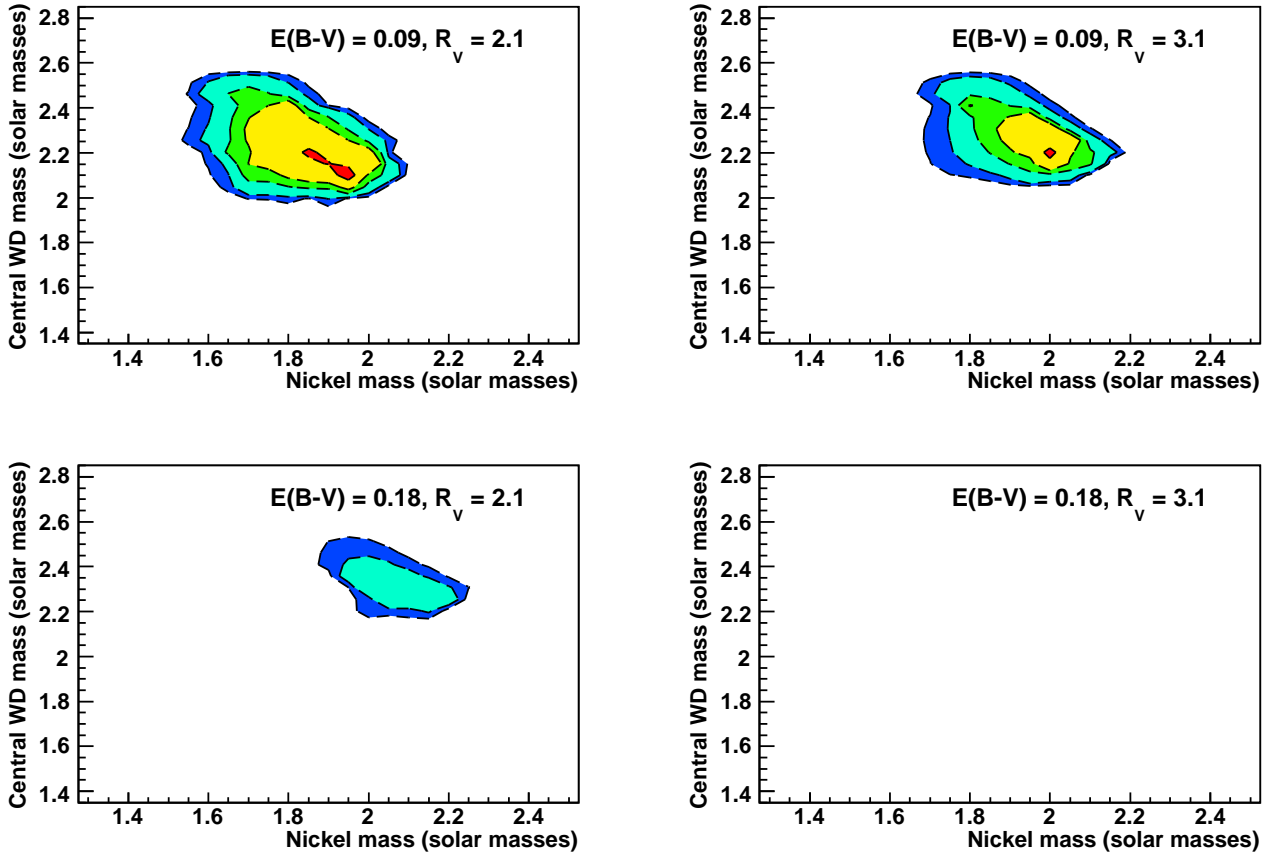 E(B-V) = 0.09, R_V = 2.1
Central WD mass (solar masses)
2.8
2.6
2.4
2.2
2
1.8
1.6
1.4
1.4 1.6 1.8 2 2.2 2.4
Nickel mass (solar masses)
E(B-V) = 0.09, R_V = 3.1
Central WD mass (solar masses)
2.8
2.6
2.4
2.2
2
1.8
1.6
1.4
1.4 1.6 1.8 2 2.2 2.4
Nickel mass (solar masses)
E(B-V) = 0.18, R_V = 2.1
Central WD mass (solar masses)
2.8
2.6
2.4
2.2
2
1.8
1.6
1.4
1.4 1.6 1.8 2 2.2 2.4
Nickel mass (solar masses)
E(B-V) = 0.18, R_V = 3.1
Central WD mass (solar masses)
2.8
2.6
2.4
2.2
2
1.8
1.6
1.4
1.4 1.6 1.8 2 2.2 2.4
Nickel mass (solar masses)